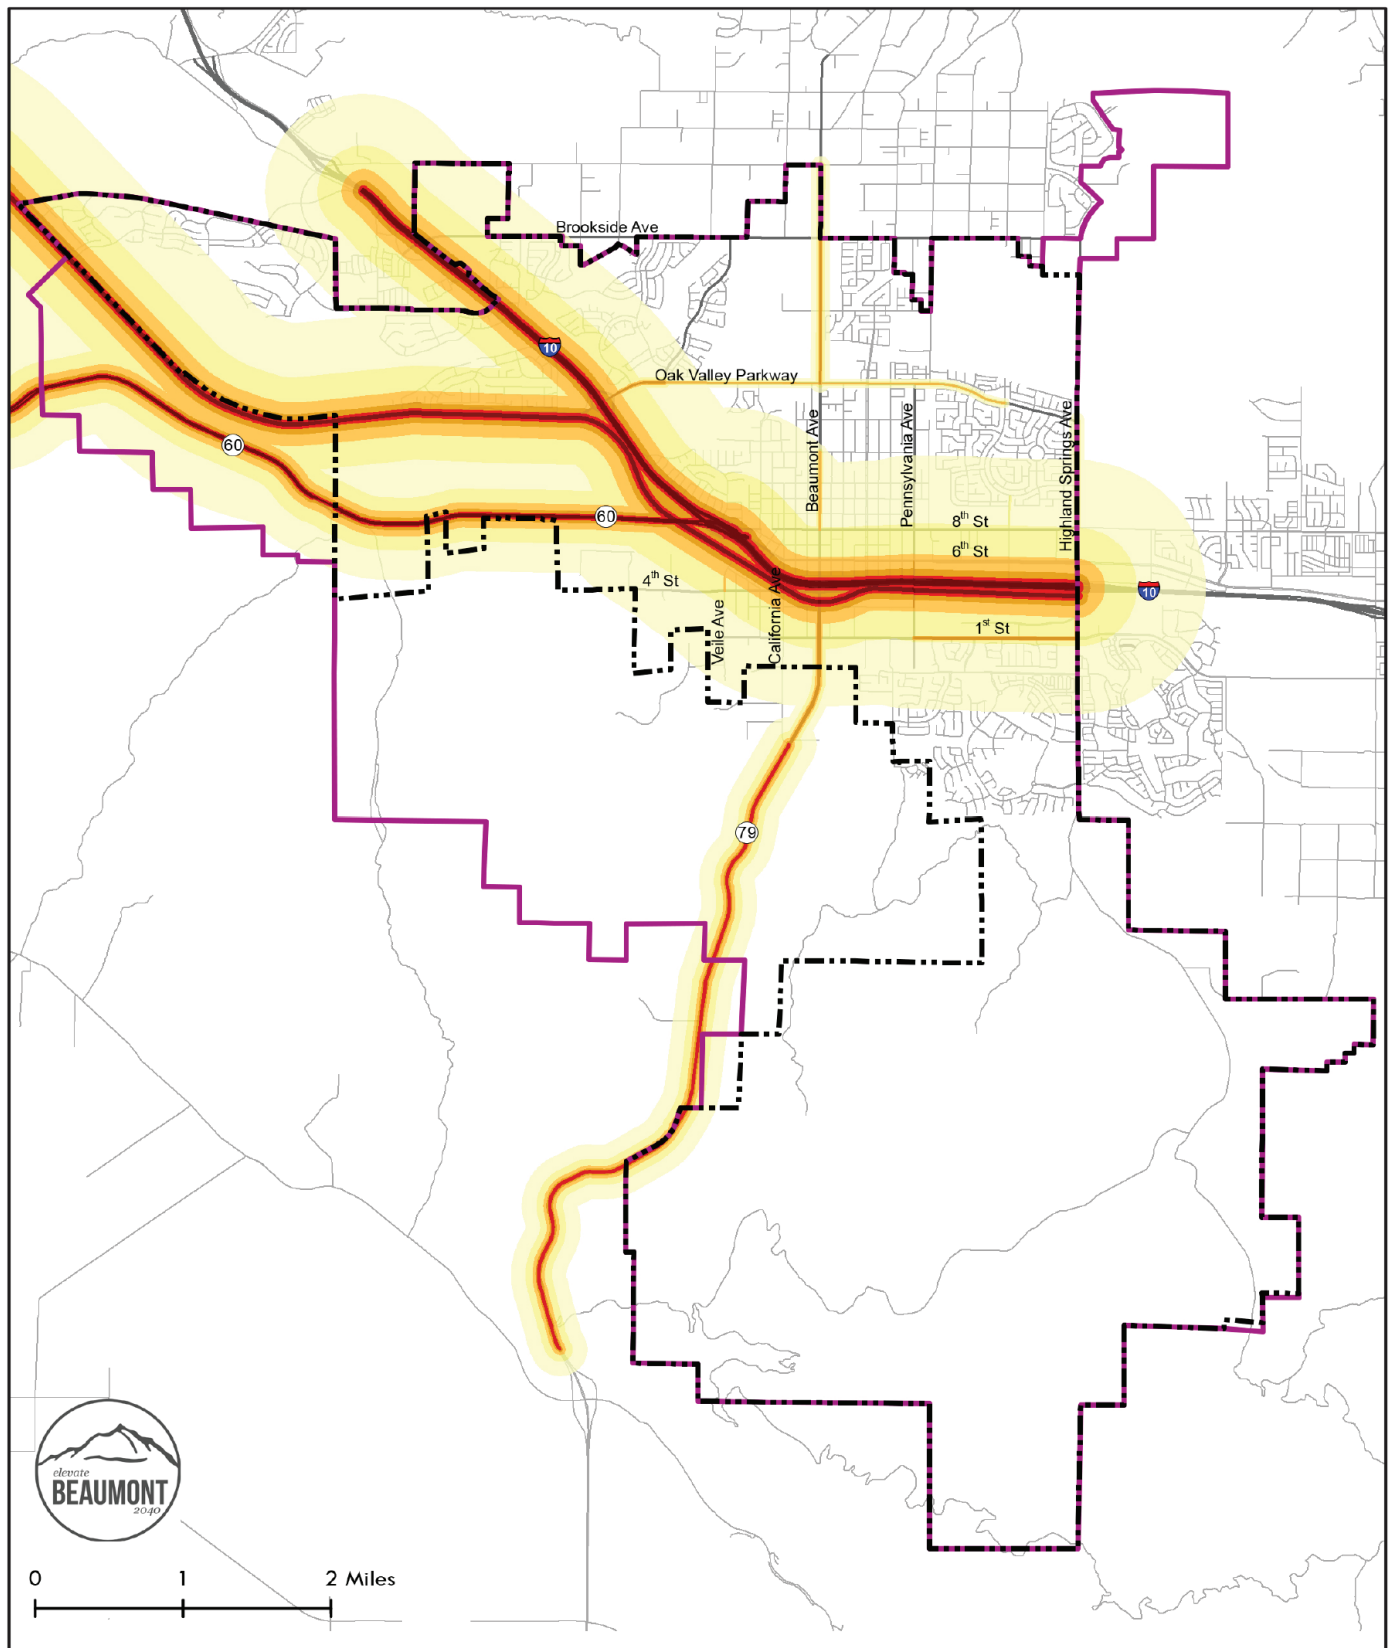 Brookside Ave
10
Oak Valley Parkway
Beaumont Ave
Pennsylvania Ave
Highland Springs Ave
60
60
8th St
6th St
4th St
10
1st St
Veile Ave
California Ave
79
elevate
BEAUMONT
2040
0 1 2 Miles